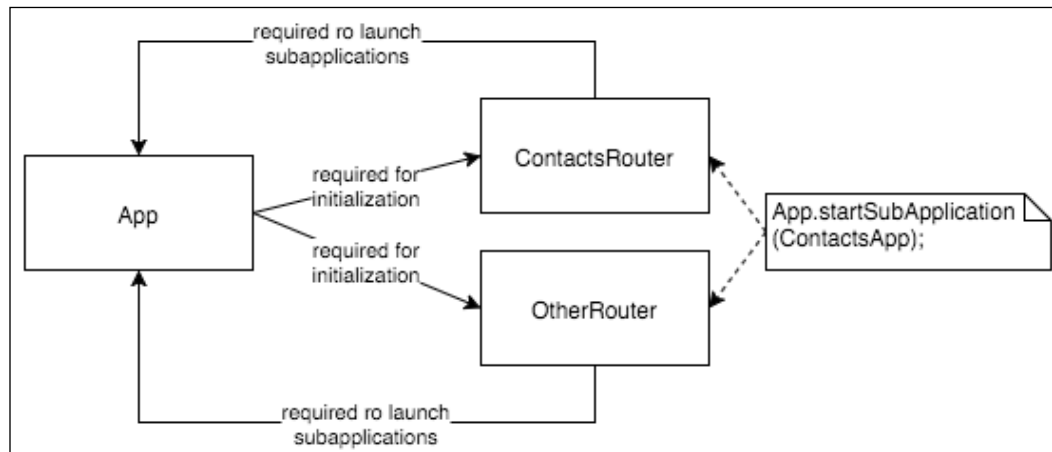 required ro launch
subapplications
ContactsRouter
required for
initialization
App
App.startSubApplication
(ContactsApp);
required for
initialization
OtherRouter
required ro launch
subapplications